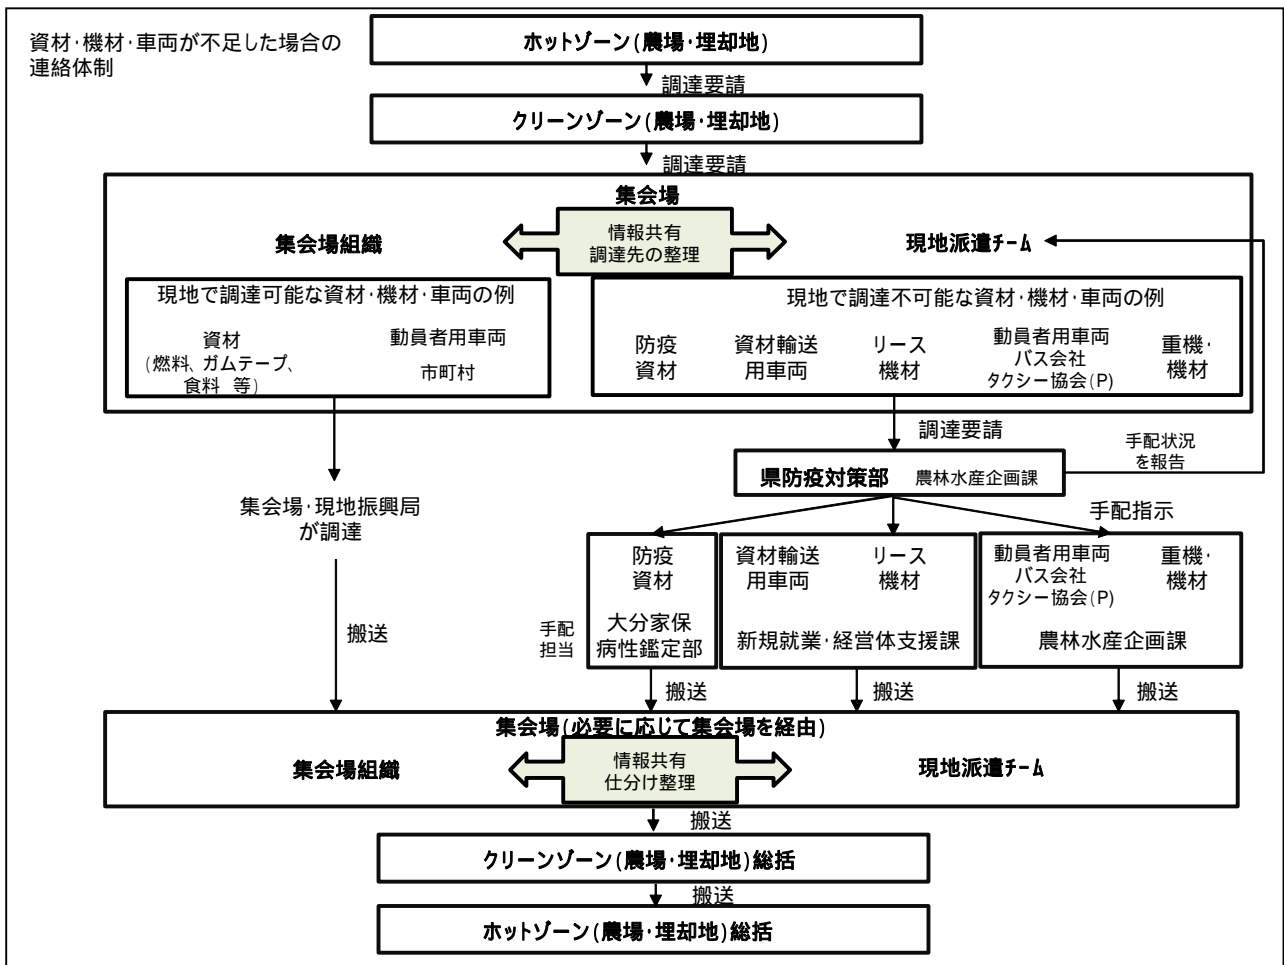 資材・機材・車両が不足した場合の
連絡体制
ホットゾーン(農場・埋却地)
調達要請
クリーンゾーン(農場・埋却地)
調達要請
集会場
集会場組織
情報共有
調達先の整理
現地派遣チーム
現地で調達可能な資材・機材・車両の例
資材
(燃料、ガムテープ、
食料 等)
動員者用車両
市町村
現地で調達不可能な資材・機材・車両の例
防疫
資材
資材輸送
用車両
リース
機材
動員者用車両
バス会社
タクシー協会(P)
重機・
機材
調達要請
手配状況
を報告
県防疫対策部 農林水産企画課
集会場・現地振興局
が調達
手配指示
防疫
資材
大分家保
病性鑑定部
資材輸送
用車両
リース
機材
新規就業・経営体支援課
動員者用車両
バス会社
タクシー協会(P)
重機・
機材
農林水産企画課
手配
担当
搬送
搬送
搬送
搬送
集会場(必要に応じて集会場を経由)
集会場組織
情報共有
仕分け整理
現地派遣チーム
搬送
クリーンゾーン(農場・埋却地)総括
搬送
ホットゾーン(農場・埋却地)総括